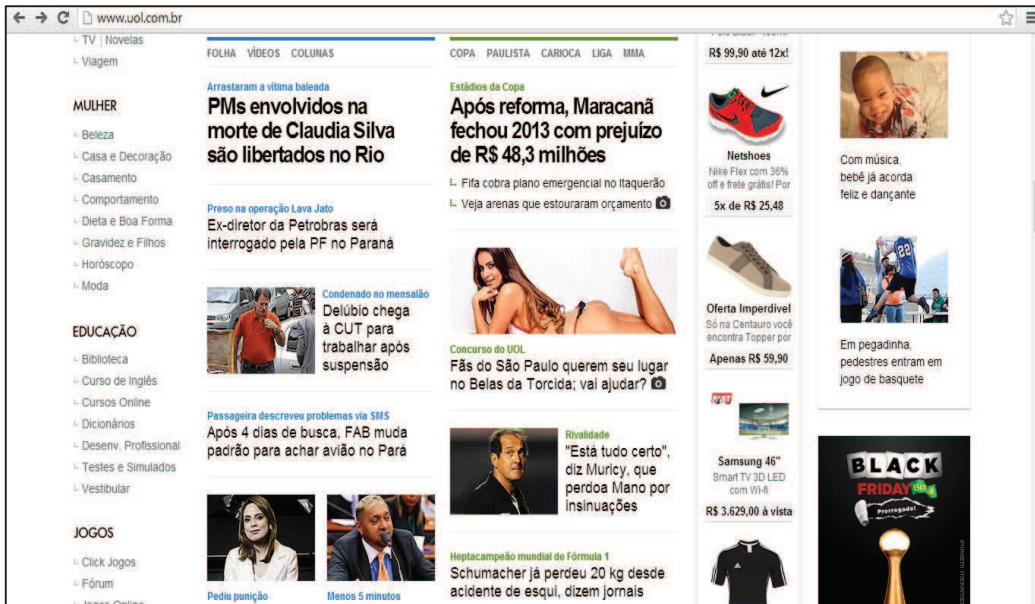 www.uol.com.br
TV | Novelas
Viagem
MULHER
Beleza
Casa e Decoração
Casamento
Comportamento
Dieta e Boa Forma
Gravidez e Filhos
Horóscopo
Moda
EDUCAÇÃO
Biblioteca
Curso de Inglês
Cursos Online
Dicionários
Desenv. Profissional
Testes e Simulados
Vestibular
JOGOS
Click Jogos
Fórum
Jogos Online
FOLHA VÍDEOS COLUNAS
Arrastaram a vítima baleada
PMs envolvidos na
morte de Claudia Silva
são libertados no Rio
Preso na operação Lava Jato
Ex-diretor da Petrobras será
interrogado pela PF no Paraná
Condenado no mensalão
Delúbio chega
à CUT para
trabalhar após
suspensão
Passageira descreveu problemas via SMS
Após 4 dias de busca, FAB muda
padrão para achar avião no Pará
Pediu punição
Menos 5 minutos
COPA PAULISTA CARIOCA LIGA MMA
Estádios da Copa
Após reforma, Maracanã
fechou 2013 com prejuízo
de R$ 48,3 milhões
Fifa cobra plano emergencial no Itaquerão
Veja arenas que estouraram orçamento
Concurso do UOL
Fãs do São Paulo querem seu lugar
no Belas da Torcida; vai ajudar?
Rivalidade
"Está tudo certo",
diz Muricy, que
perdoa Mano por
insinuações
Heptacampeão mundial de Fórmula 1
Schumacher já perdeu 20 kg desde
acidente de esqui, dizem jornais
R$ 99,90 até 12x!
Netshoes
Nike Flex com 36%
off e frete grátis! Por
5x de R$ 25,48
Oferta Imperdível
Só na Centauro você
encontra Topper por
Apenas R$ 59,90
Samsung 46"
Smart TV 3D LED
com Wi-fi
R$ 3.629,00 à vista
Com música,
bebê já acorda
feliz e dançante
22
Em pegadinha,
pedestres entram em
jogo de basquete
BLACK
FRIDAY
Prorrogado!